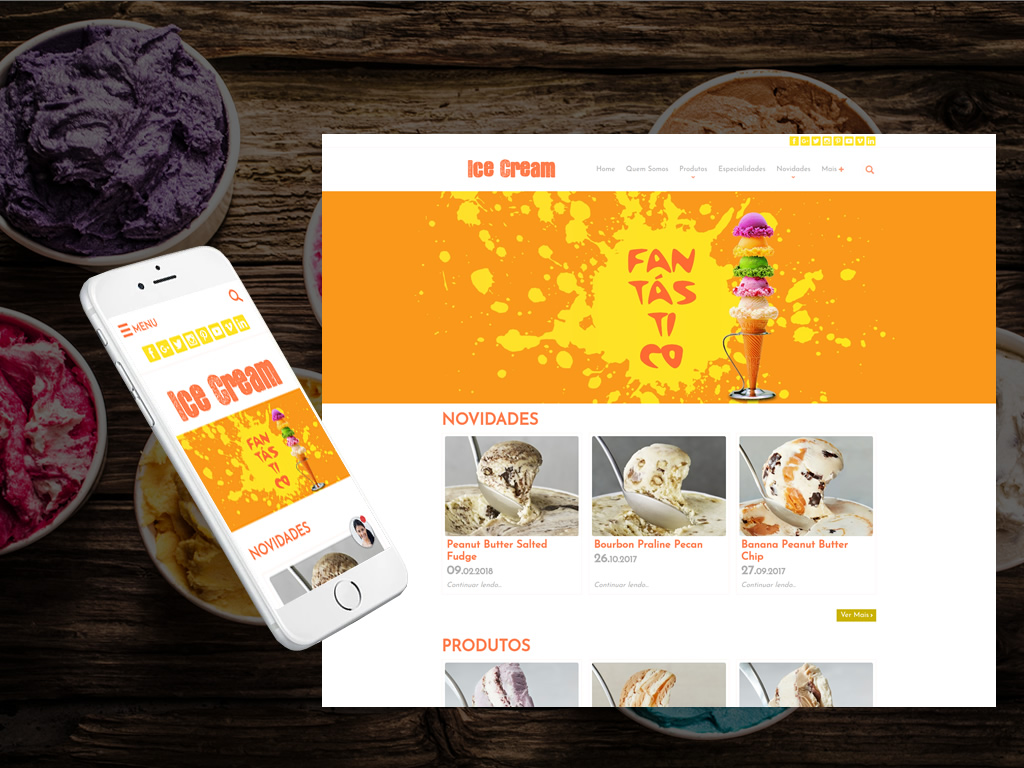 Ice Cream
Home Quem Somos Produtos Especialidades Novidades Mais +
FAN
TÁS
TI
CO
NOVIDADES
Peanut Butter Salted
Fudge
09.02.2018
Continuar lendo...
Bourbon Praline Pecan
26.10.2017
Continuar lendo...
Banana Peanut Butter
Chip
27.09.2017
Continuar lendo...
Ver Mais ›
PRODUTOS
MENU
Ice Cream
FAN
TÁS
TI
CO
NOVIDADES